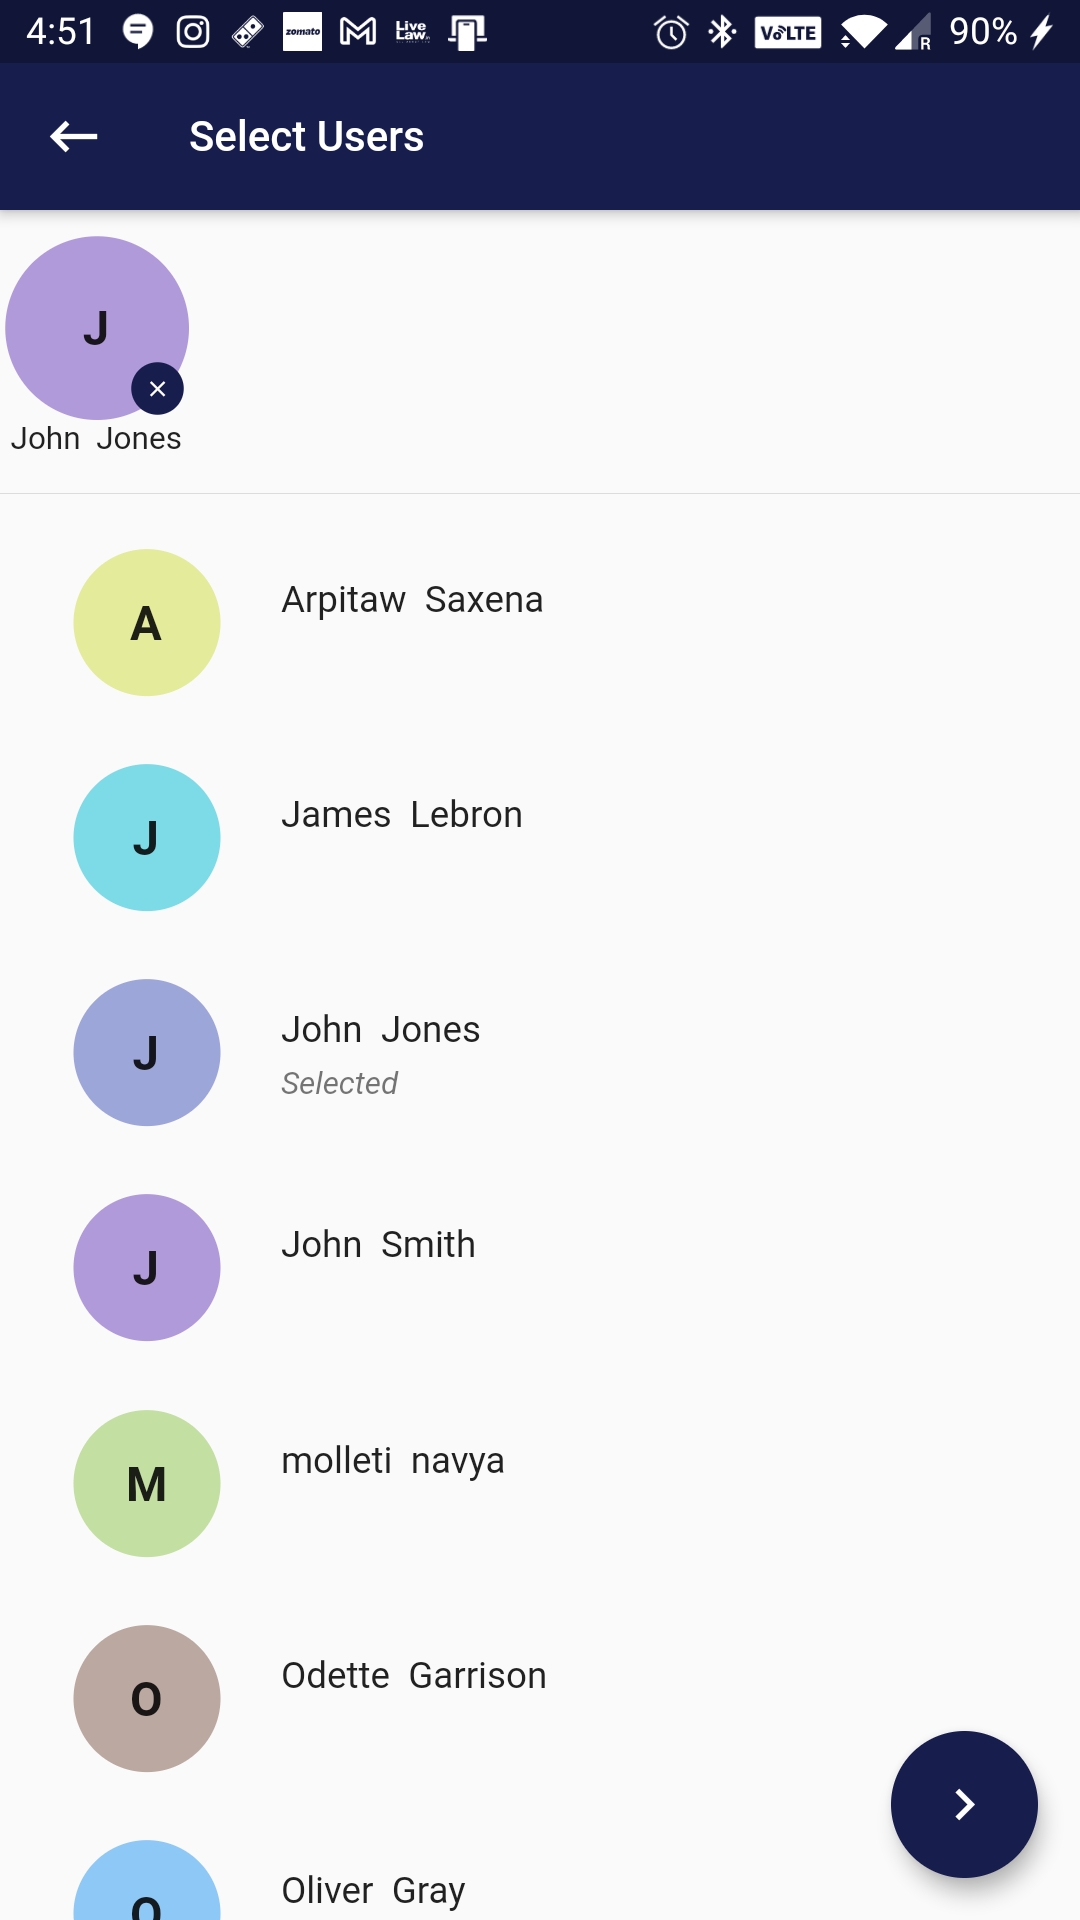 4:51 zomato Live Law VoLTE R 90%
Select Users
J
John Jones
A Arpitaw Saxena
J James Lebron
J John Jones
Selected
J John Smith
M molleti navya
O Odette Garrison
O Oliver Gray